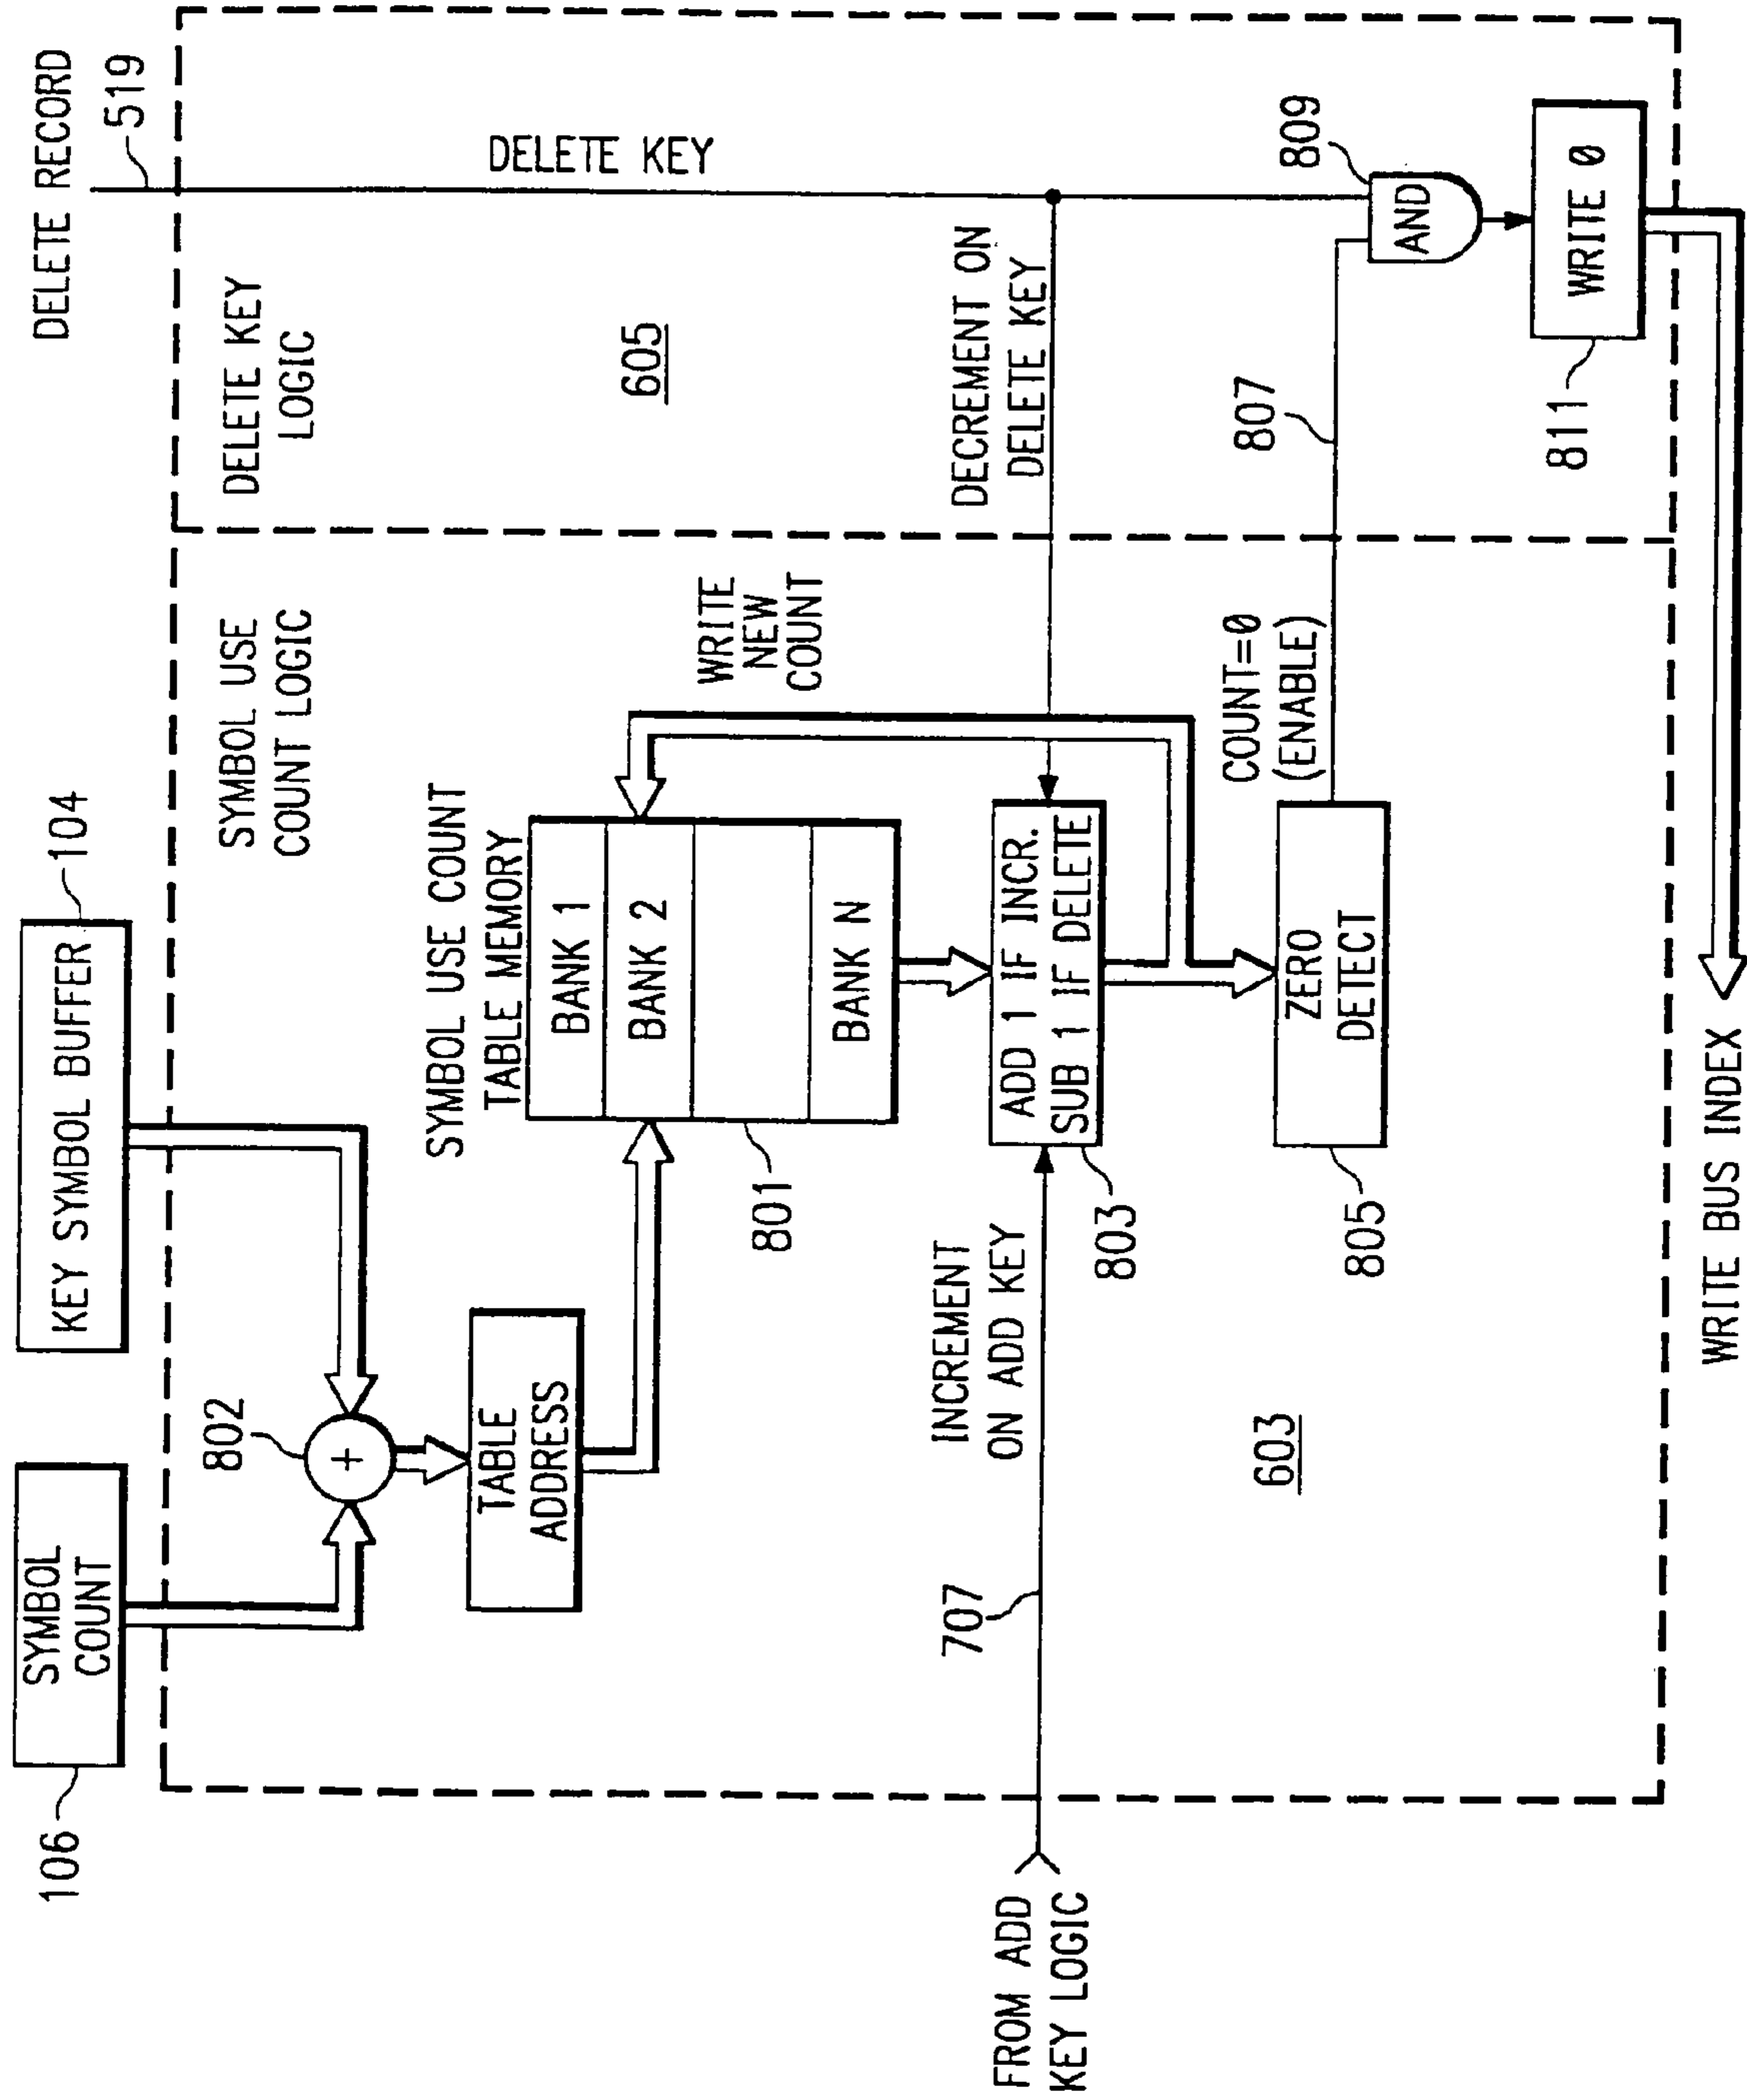 DELETE RECORD
519
106
SYMBOL
COUNT
KEY SYMBOL BUFFER
104
802
+
SYMBOL USE
COUNT LOGIC
DELETE KEY
LOGIC
605
DELETE KEY
TABLE
ADDRESS
SYMBOL USE COUNT
TABLE MEMORY
BANK 1
BANK 2
BANK N
801
WRITE
NEW
COUNT
DECREMENT ON
DELETE KEY
FROM ADD
KEY LOGIC
707
INCREMENT
ON ADD KEY
ADD 1 IF INCR.
SUB 1 IF DELETE
803
COUNT=0
(ENABLE)
807
809
AND
603
805
ZERO
DETECT
811
WRITE 0
WRITE BUS INDEX